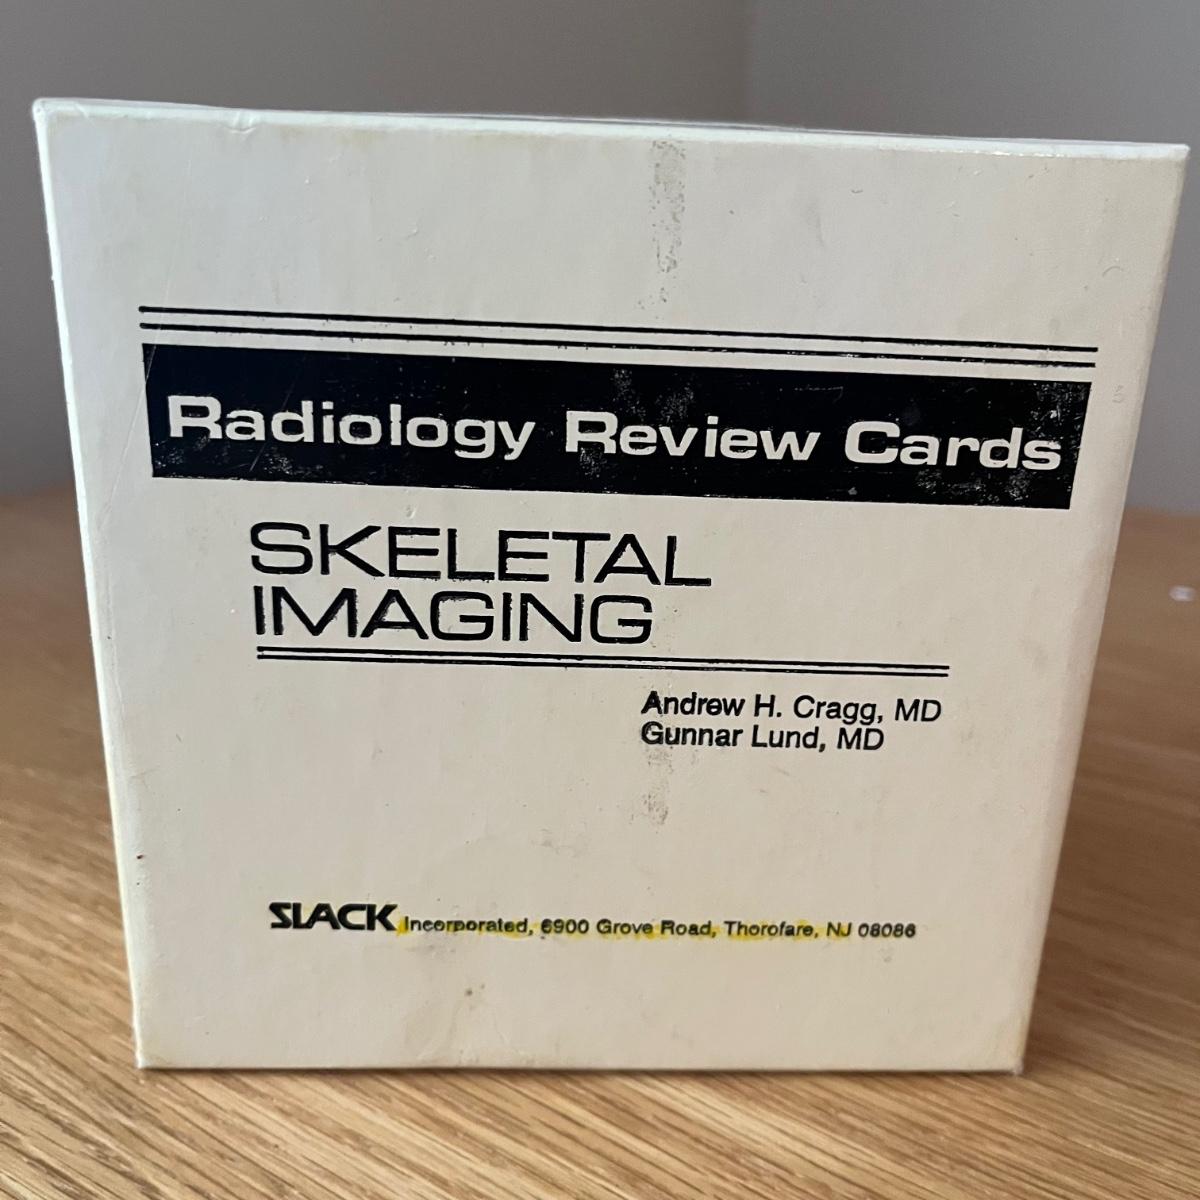 Radiology Review Cards
SKELETAL
IMAGING
Andrew H. Cragg, MD
Gunnar Lund, MD
SLACK Incorporated, 6900 Grove Road, Thorofare, NJ 08086